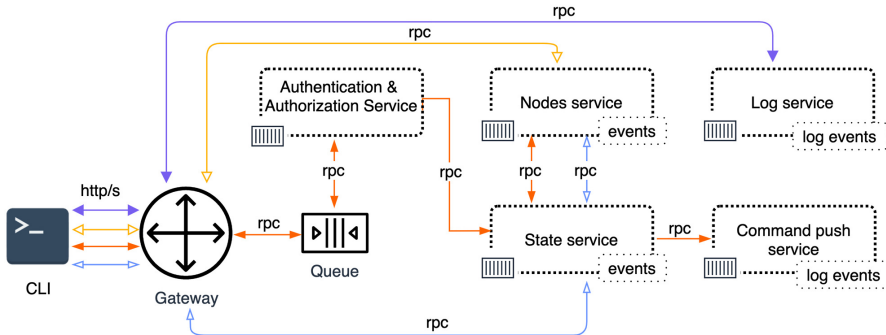 rpc
rpc
Authentication &
Authorization Service
Nodes service
events
Log service
log events
http/s
rpc
rpc
rpc
rpc
>_
CLI
Gateway
rpc
Queue
State service
events
rpc
Command push
service
log events
rpc